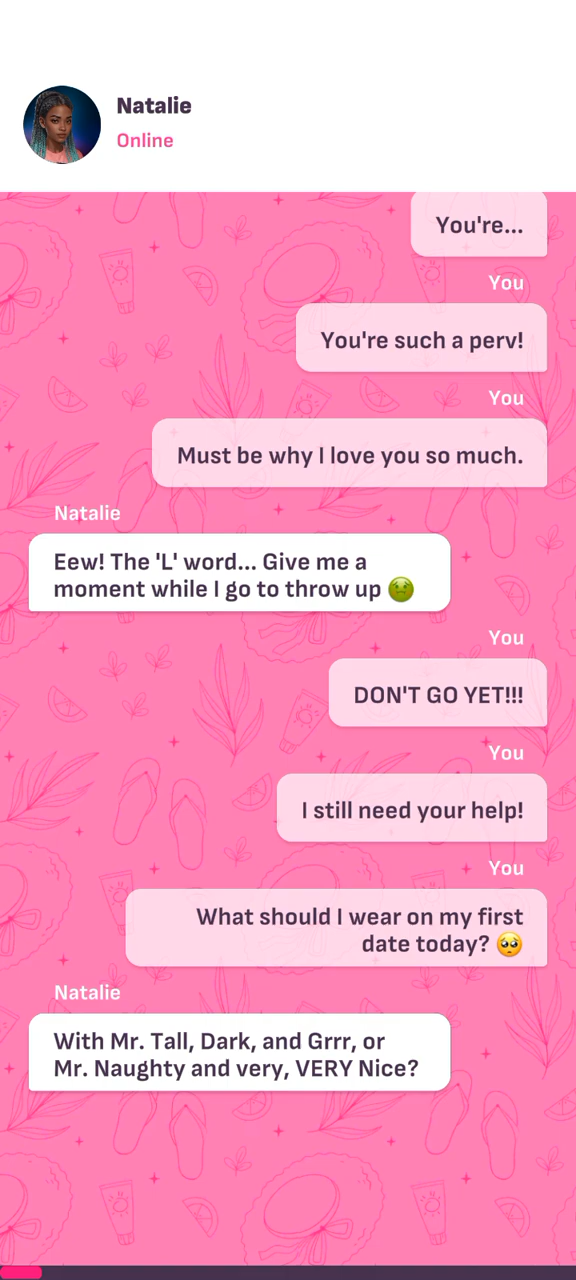 Natalie
Online
You're...
You
You're such a perv!
You
Must be why I love you so much.
Natalie
Eew! The 'L' word... Give me a
moment while I go to throw up 🤢
You
DON'T GO YET!!!
You
I still need your help!
You
What should I wear on my first
date today? 🥺
Natalie
With Mr. Tall, Dark, and Grrr, or
Mr. Naughty and very, VERY Nice?